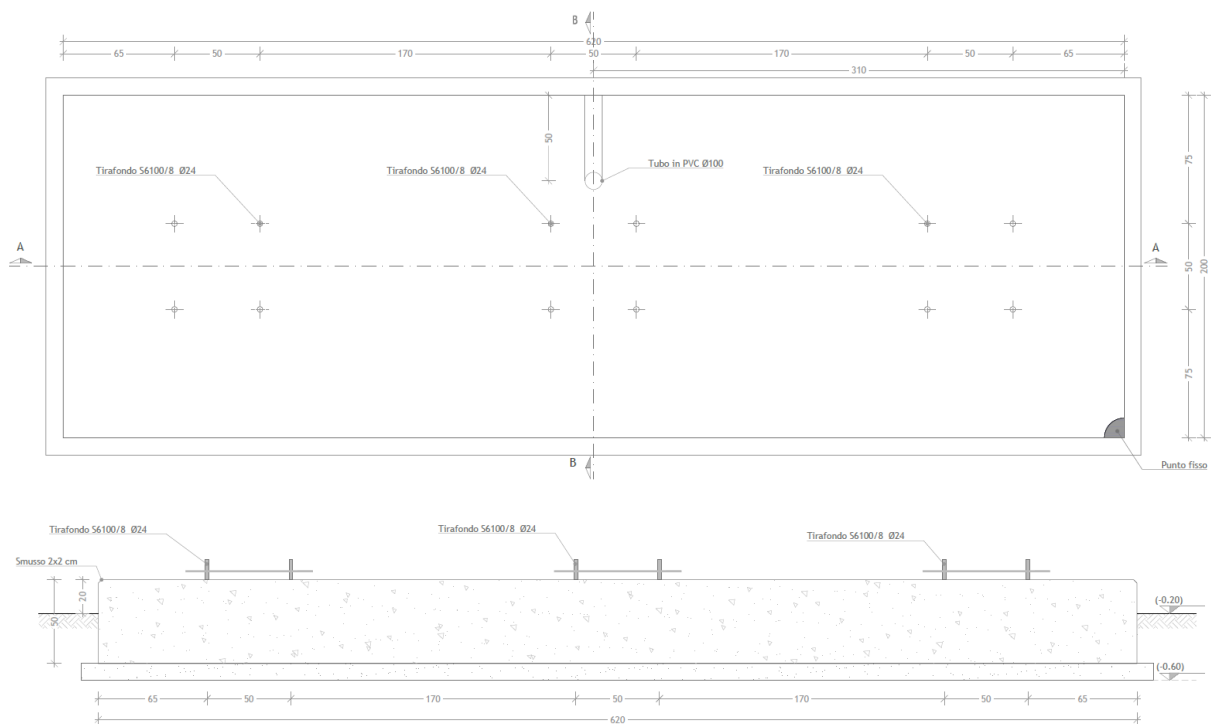 B
620
65
50
170
50
170
50
65
310
50
75
Tirafondo S6100/8 Ø24
Tirafondo S6100/8 Ø24
Tubo in PVC Ø100
Tirafondo S6100/8 Ø24
A
A
50
200
75
B
Punto fisso
Tirafondo S6100/8 Ø24
Tirafondo S6100/8 Ø24
Tirafondo S6100/8 Ø24
Smusso 2x2 cm
20
50
(-0.20)
(-0.60)
65
50
170
50
170
50
65
620